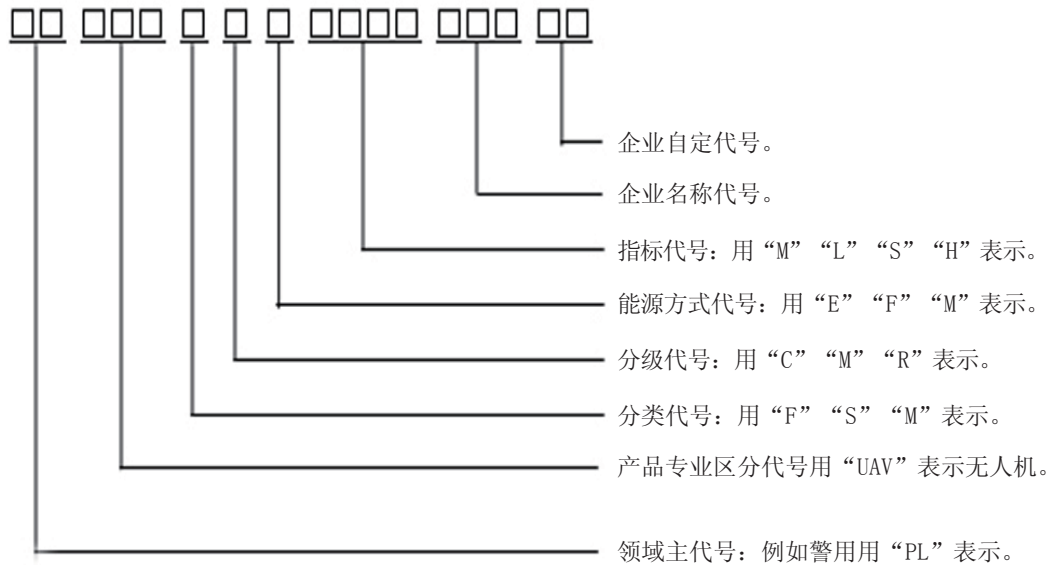 企业自定代号。
企业名称代号。
指标代号：用“M”“L”“S”“H”表示。
能源方式代号：用“E”“F”“M”表示。
分级代号：用“C”“M”“R”表示。
分类代号：用“F”“S”“M”表示。
产品专业区分代号用“UAV”表示无人机。
领域主代号：例如警用用“PL”表示。